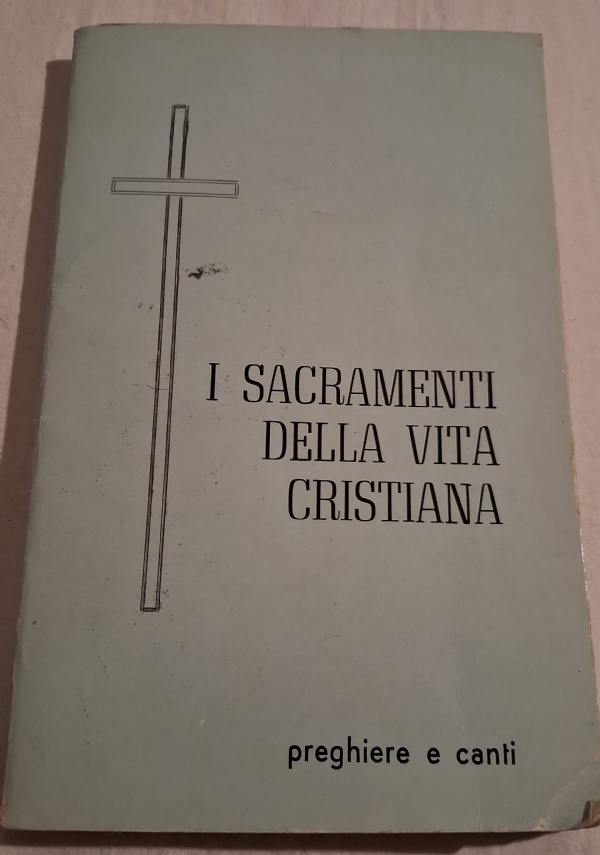 I SACRAMENTI
DELLA VITA
CRISTIANA
preghiere e canti